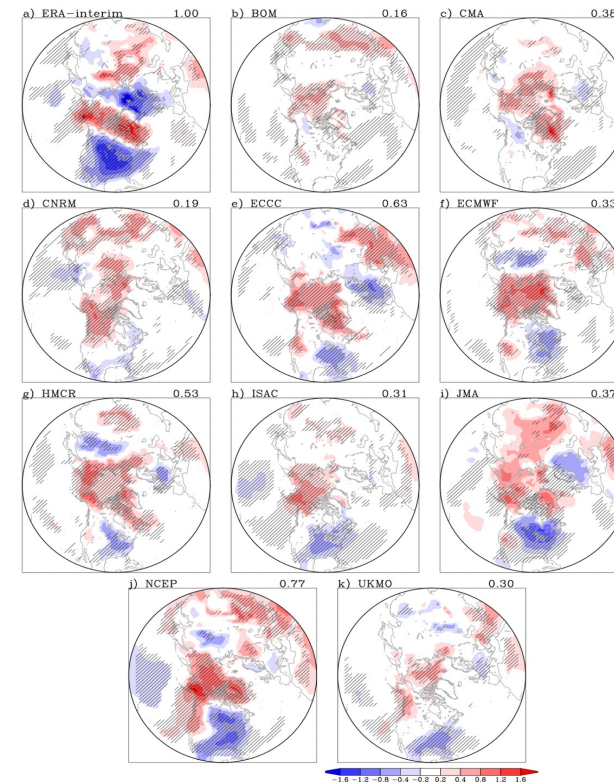 a) ERA-interim 1.00
b) BOM 0.16
c) CMA 0.38
d) CNRM 0.19
e) ECCC 0.63
f) ECMWF 0.33
g) HMCR 0.53
h) ISAC 0.31
i) JMA 0.37
j) NCEP 0.77
k) UKMO 0.30
-1.6 -1.2 -0.8 -0.4 -0.2 0.2 0.4 0.8 1.2 1.6